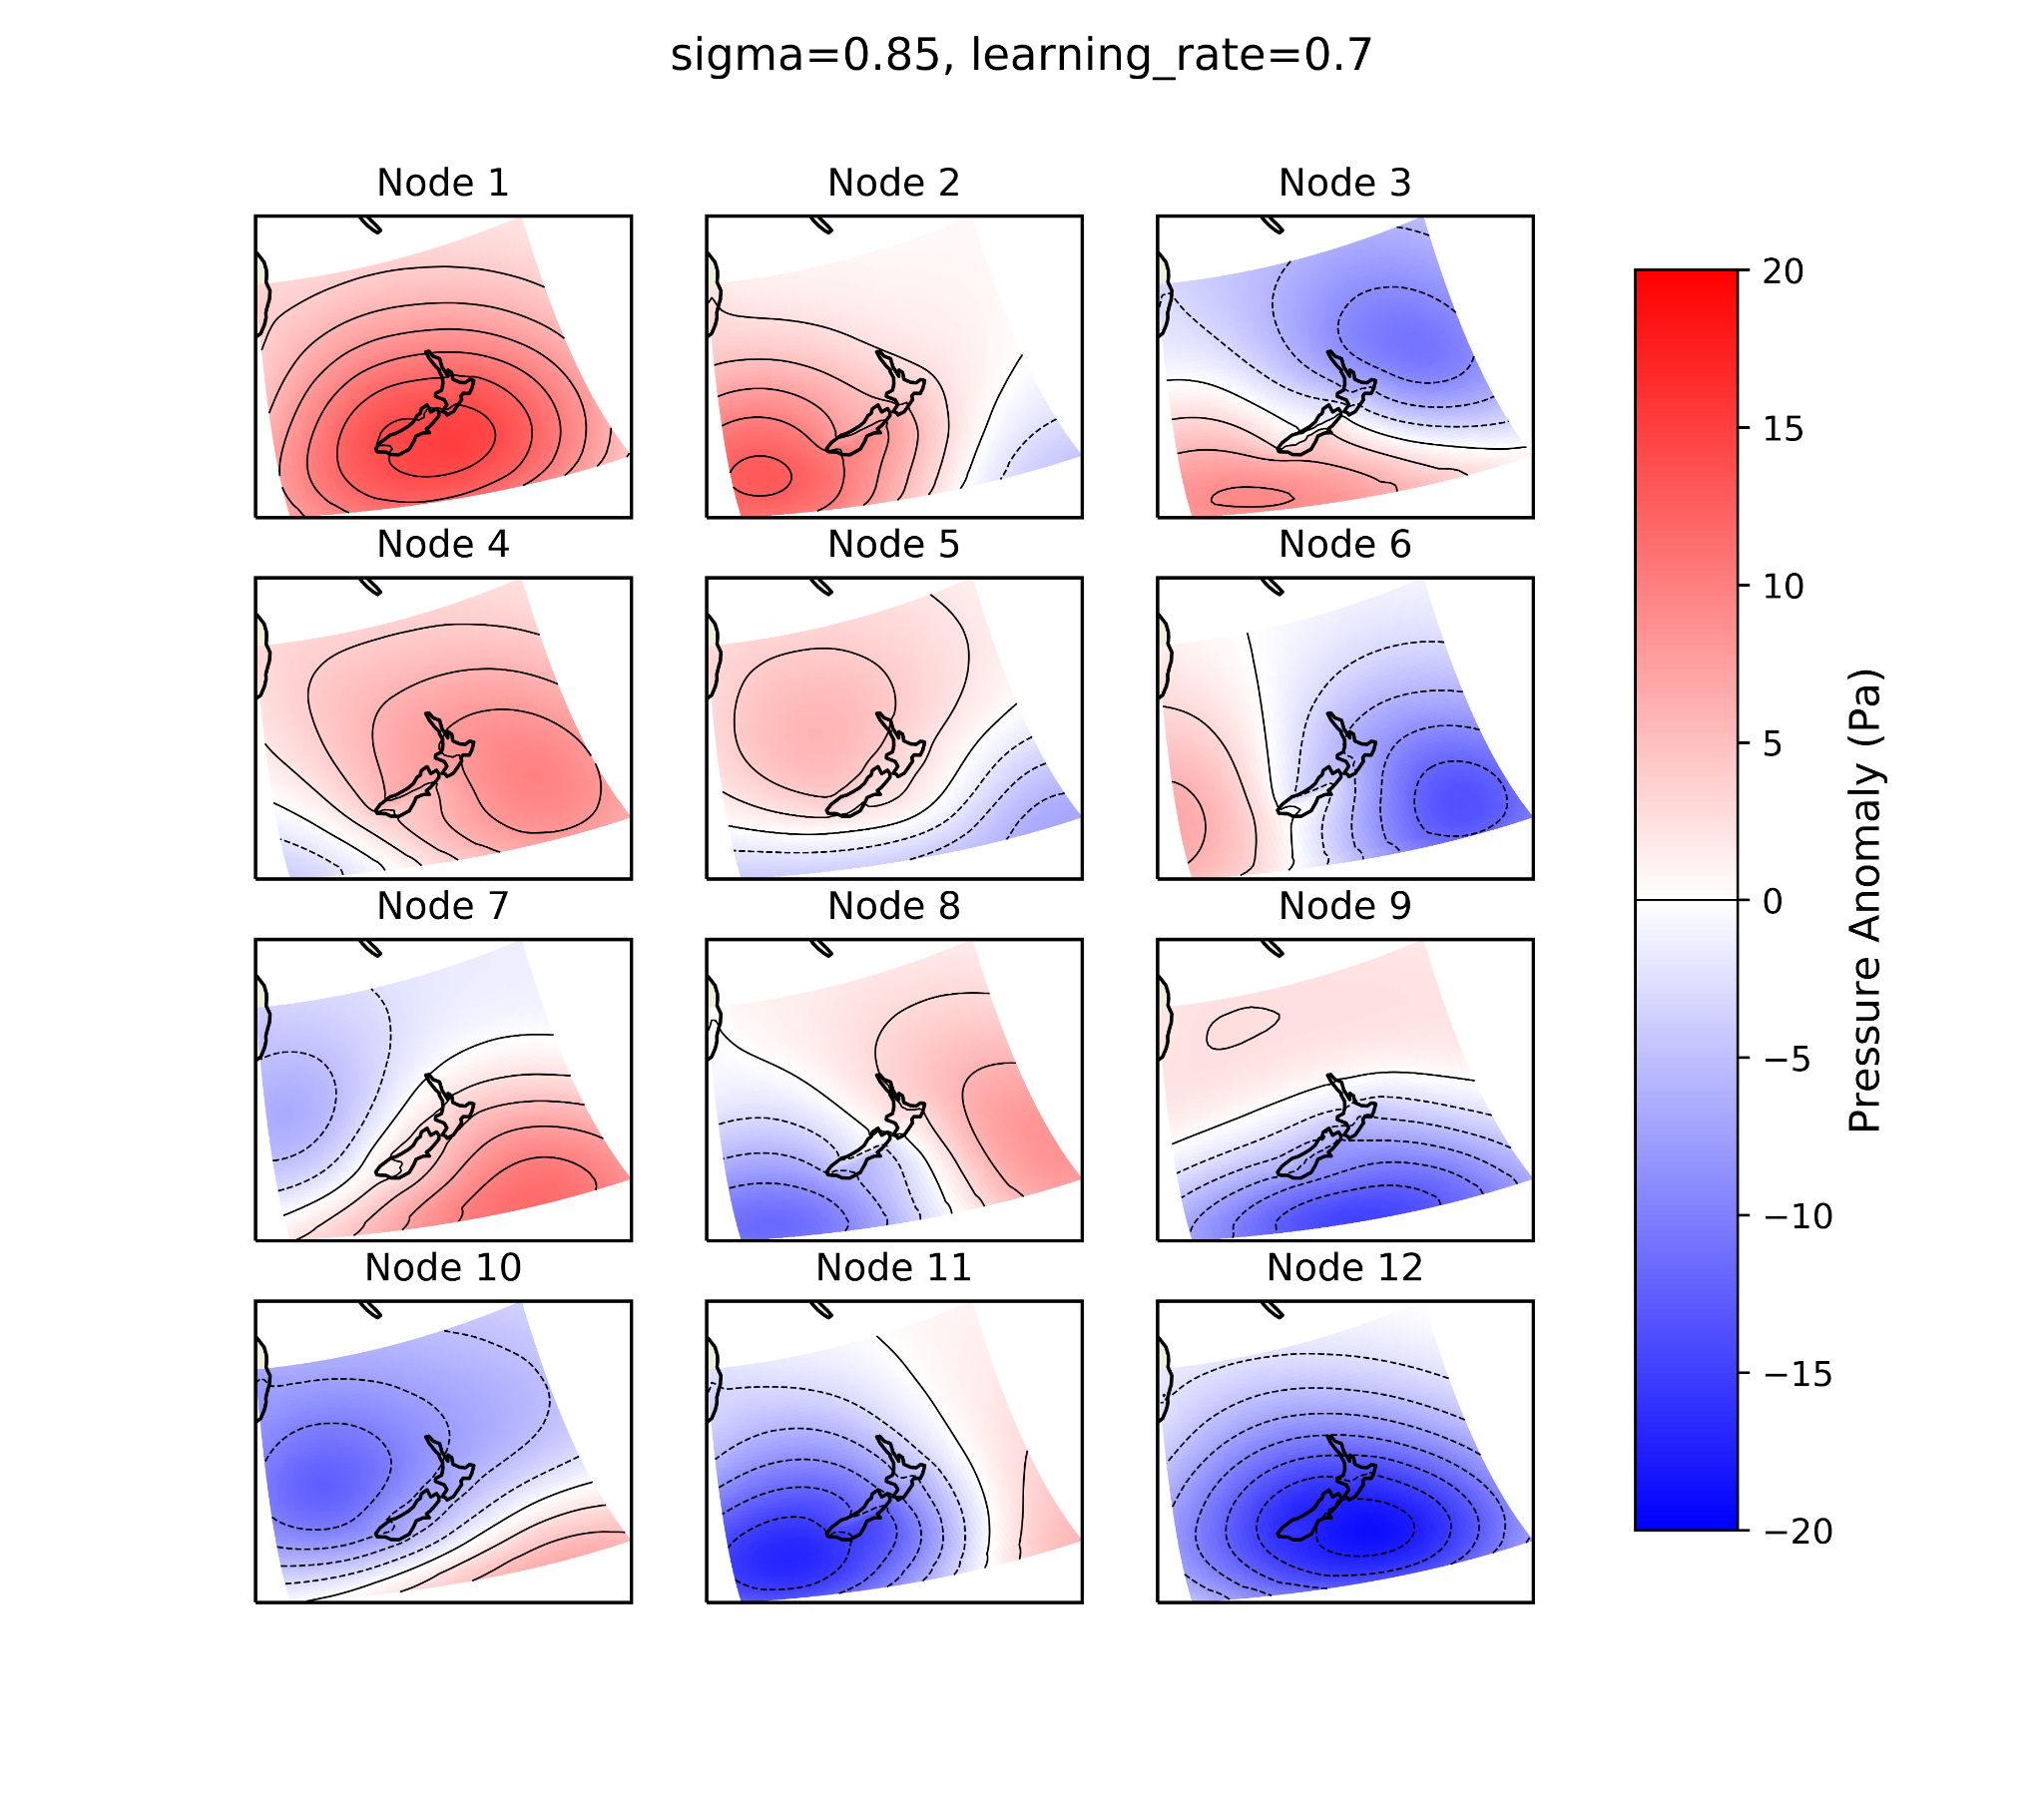 sigma=0.85, learning_rate=0.7
Node 1
Node 2
Node 3
Node 4
Node 5
Node 6
Node 7
Node 8
Node 9
Node 10
Node 11
Node 12
20
15
10
5
0
−5
−10
−15
−20
Pressure Anomaly (Pa)